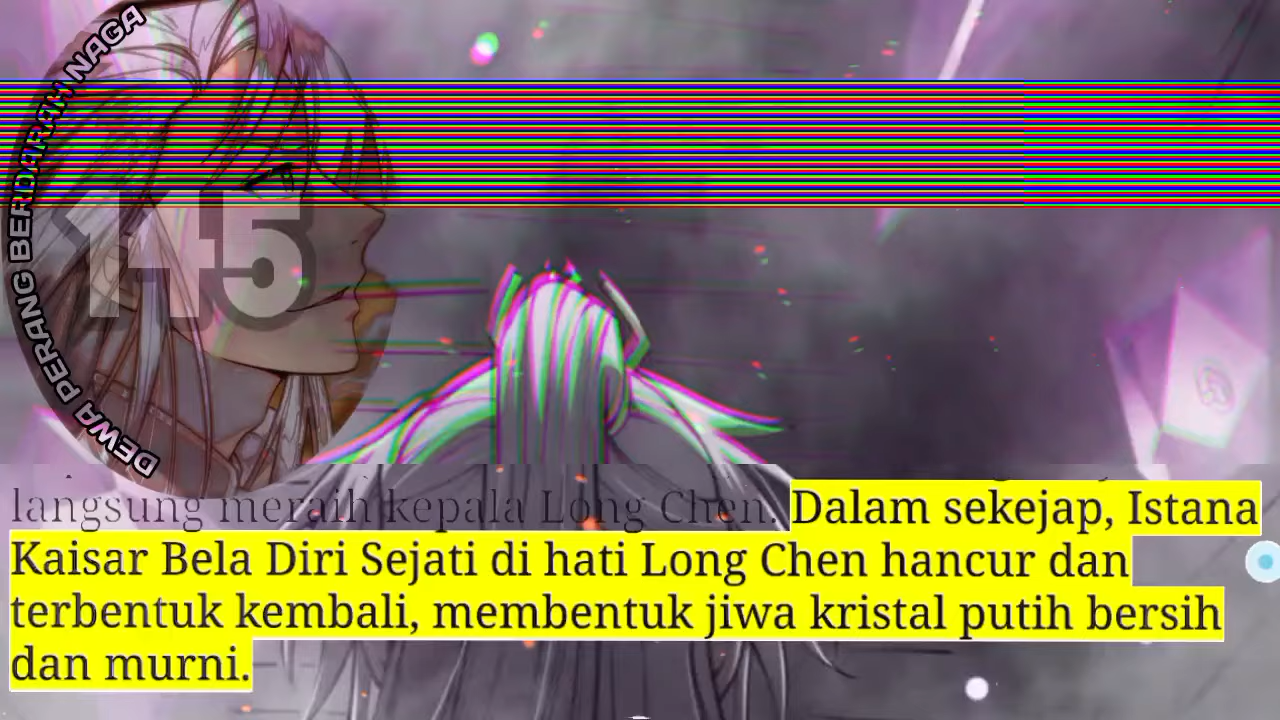 DEWA PERANG BERDARAH NAGA
145
langsung meraih kepala Long Chen. Dalam sekejap, Istana
Kaisar Bela Diri Sejati di hati Long Chen hancur dan
terbentuk kembali, membentuk jiwa kristal putih bersih
dan murni.